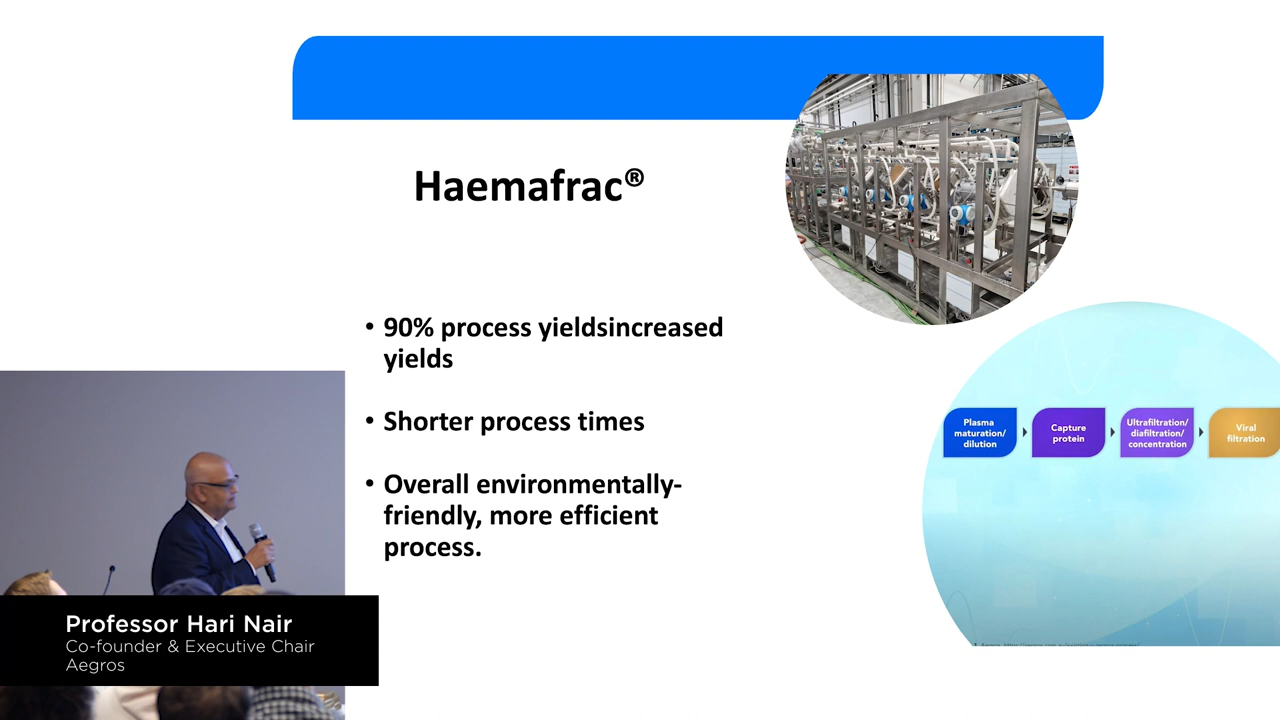 Haemafrac®
• 90% process yieldsincreased
yields
• Shorter process times
• Overall environmentally-
friendly, more efficient
process.
Plasma
maturation/
dilution
Capture
protein
Ultrafiltration/
diafiltration/
concentration
Viral
filtration
Professor Hari Nair
Co-founder & Executive Chair
Aegros